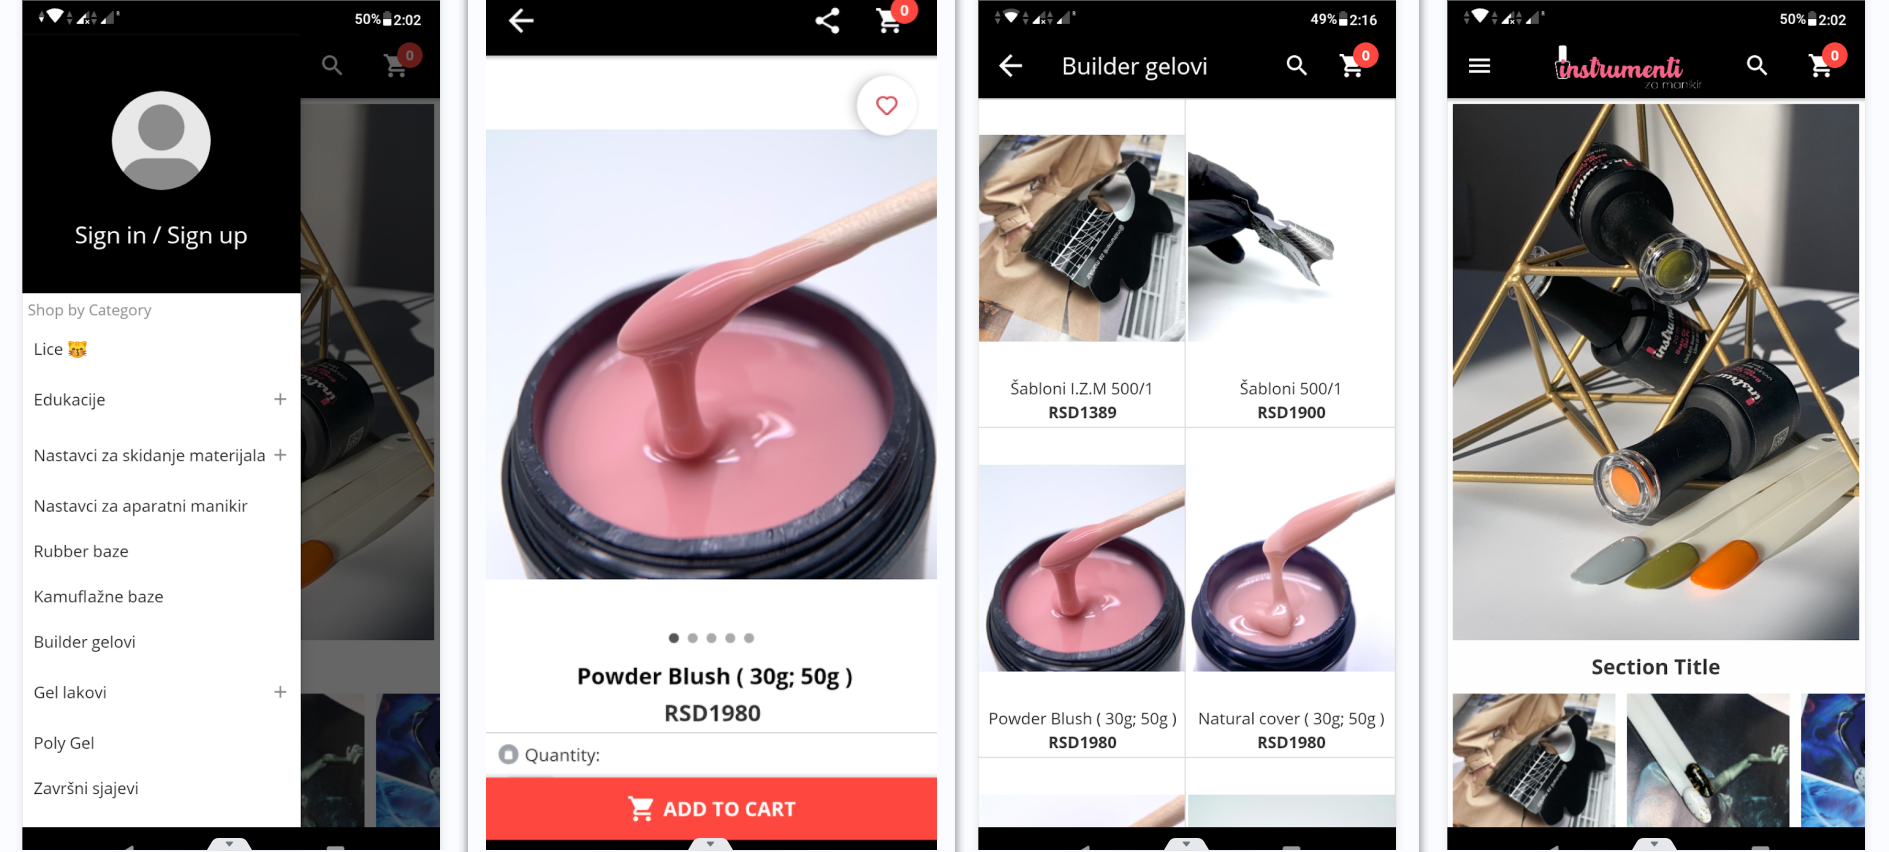 50% 2:02
0
Sign in / Sign up
Shop by Category
Lice 😸
Edukacije +
Nastavci za skidanje materijala +
Nastavci za aparatni manikir
Rubber baze
Kamuflažne baze
Builder gelovi
Gel lakovi +
Poly Gel
Završni sjajevi
0
Powder Blush ( 30g; 50g )
RSD1980
Quantity:
ADD TO CART
49% 2:16
Builder gelovi
0
Šabloni I.Z.M 500/1
RSD1389
Šabloni 500/1
RSD1900
Powder Blush ( 30g; 50g )
RSD1980
Natural cover ( 30g; 50g )
RSD1980
50% 2:02
instrumenti
za manikir
0
Section Title